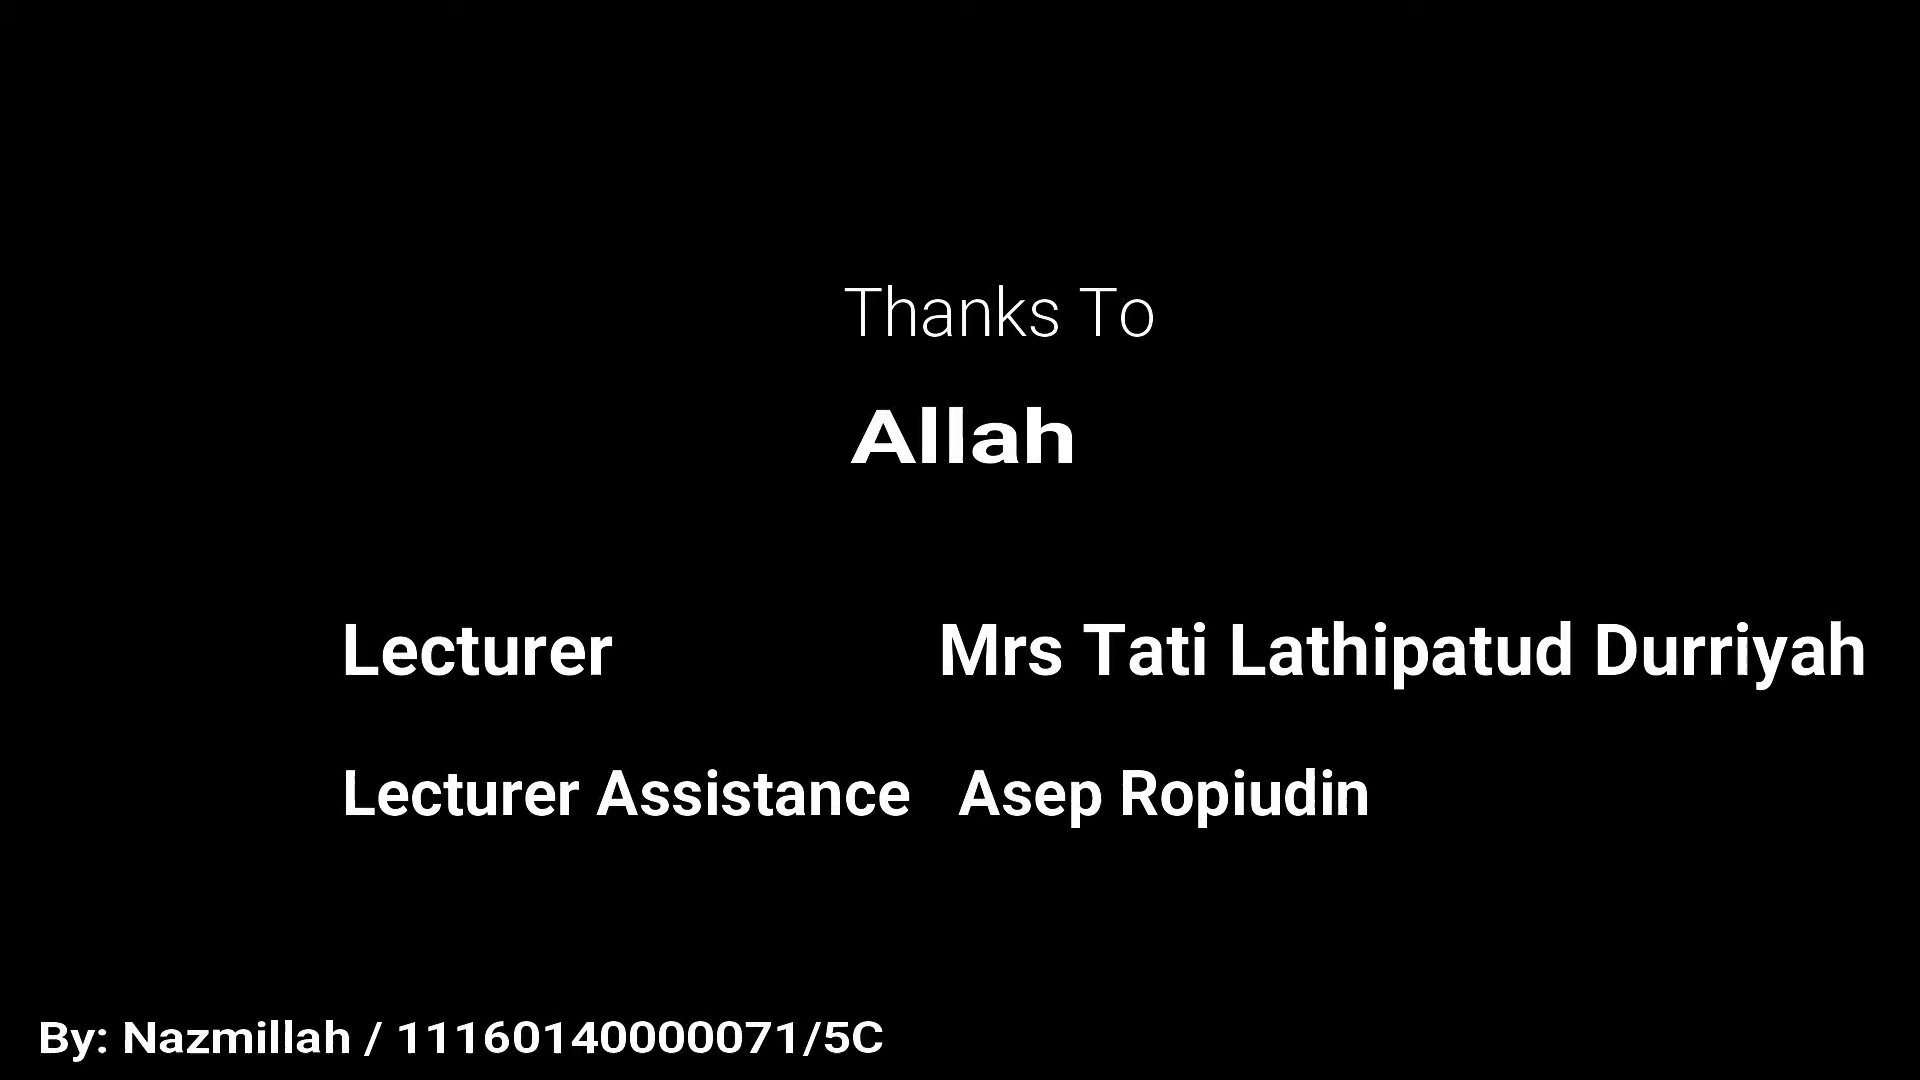 Thanks To
Allah
Lecturer Mrs Tati Lathipatud Durriyah
Lecturer Assistance Asep Ropiudin
By: Nazmillah / 11160140000071/5C